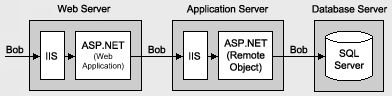 Web Server
Application Server
Database Server
Bob
IIS
ASP.NET
(Web
Application)
Bob
IIS
ASP.NET
(Remote
Object)
Bob
SQL
Server